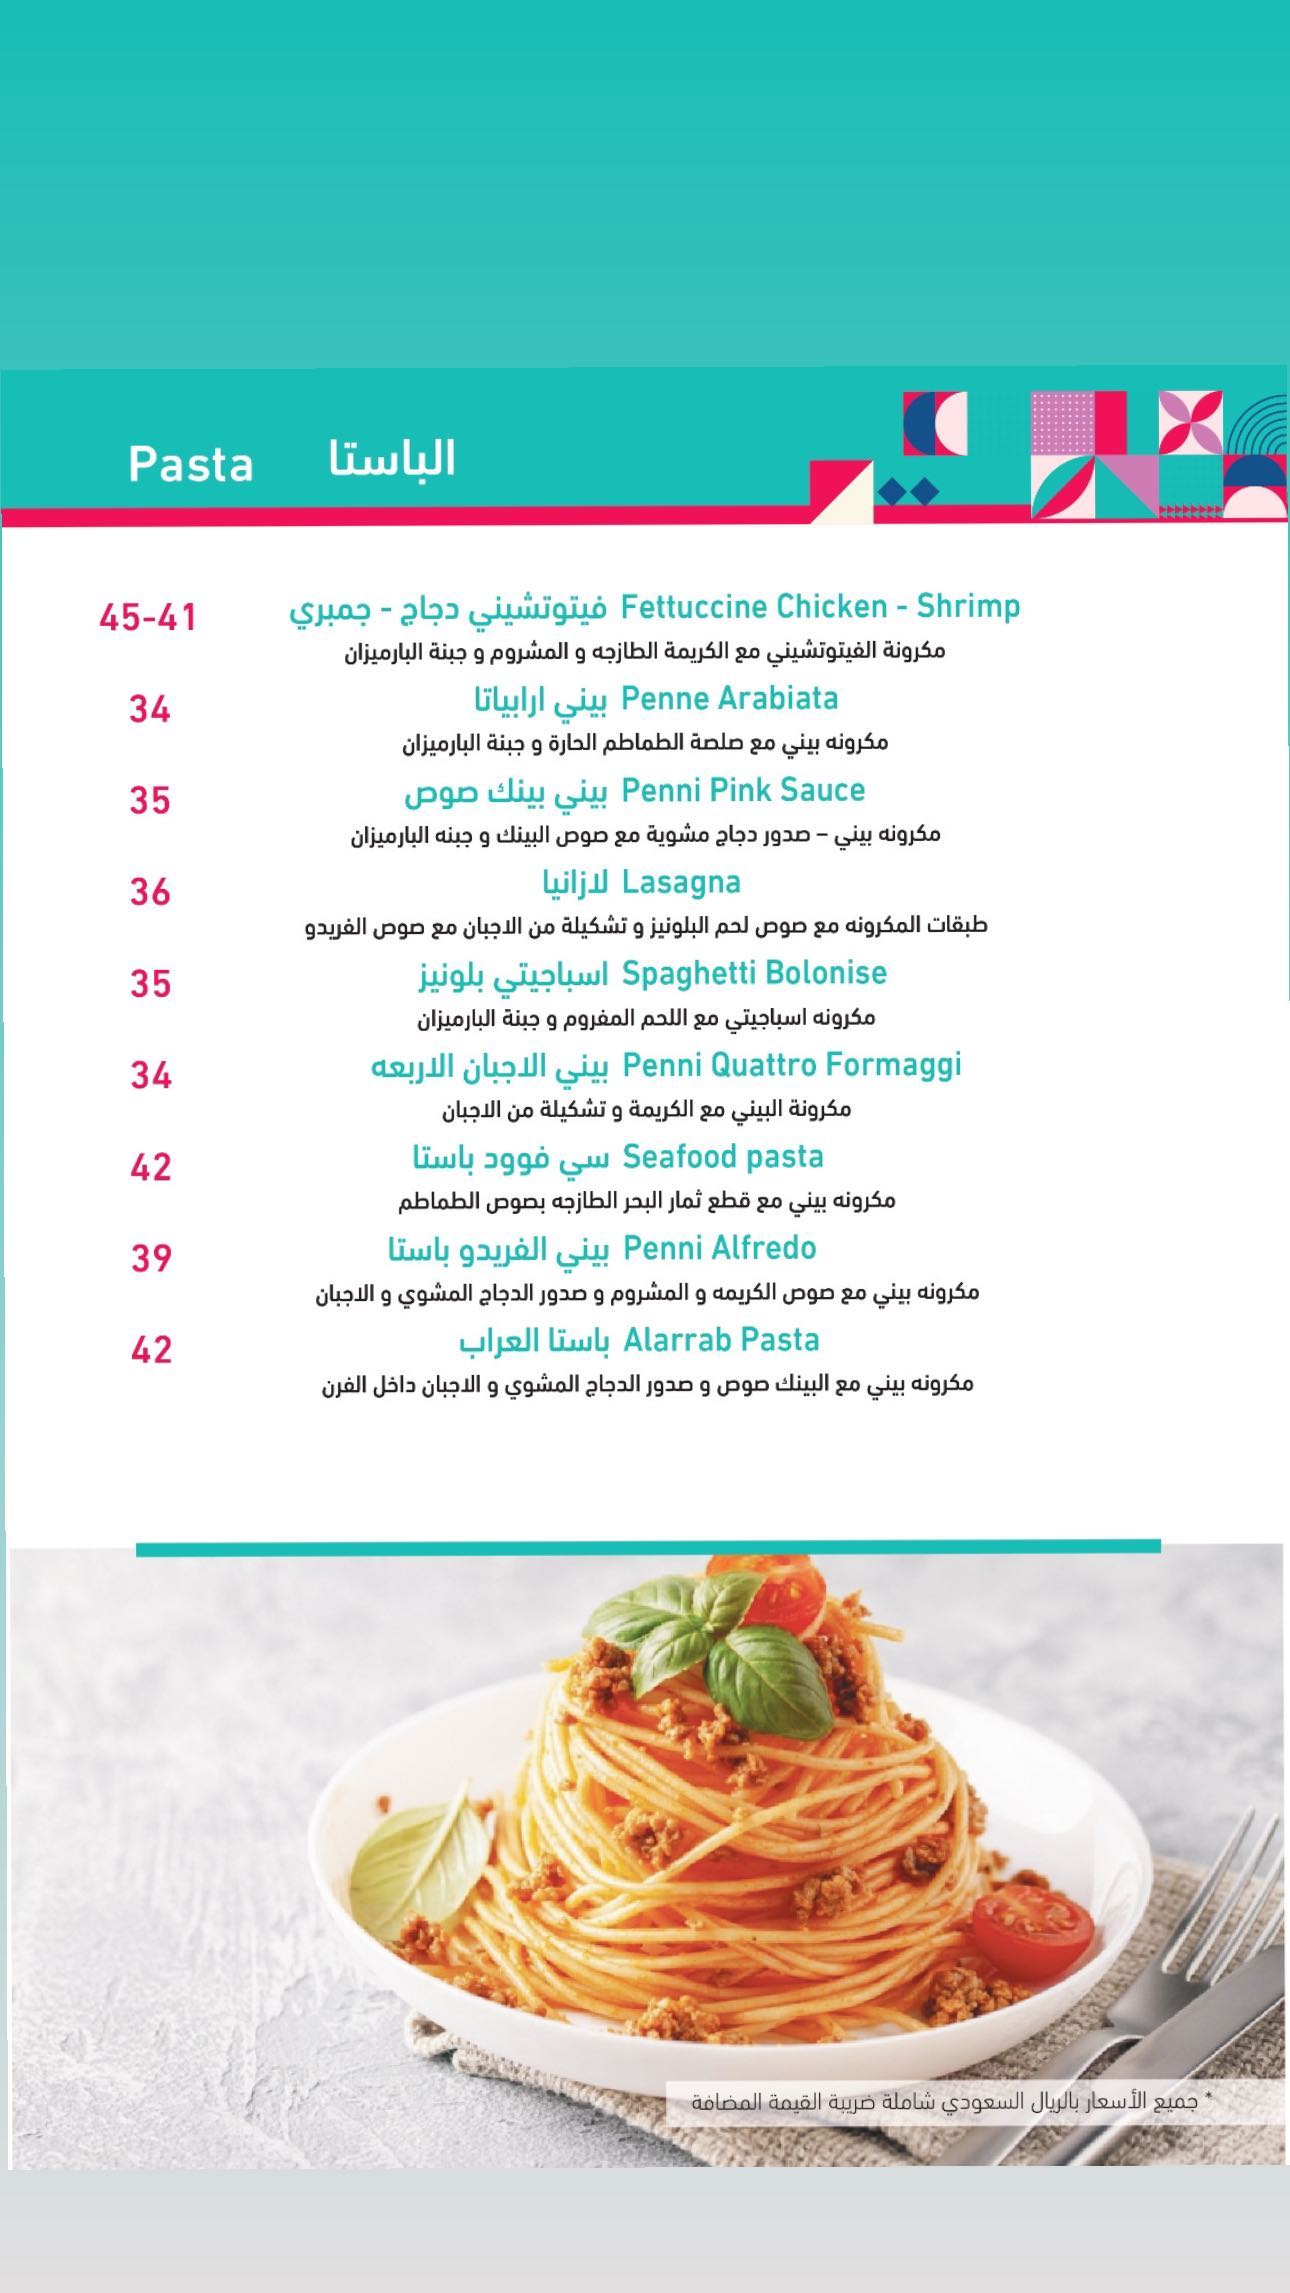 الباستا Pasta
Fettuccine Chicken - Shrimp فيتوتشيني دجاج - جمبري 45-41
مكرونة الفيتوتشيني مع الكريمة الطازجه و المشروم و جبنة البارميزان
Penne Arabiata بيني ارابياتا 34
مكرونه بيني مع صلصة الطماطم الحارة و جبنة البارميزان
Penni Pink Sauce بيني بينك صوص 35
مكرونه بيني – صدور دجاج مشوية مع صوص البينك و جبنه البارميزان
Lasagna لازانيا 36
طبقات المكرونه مع صوص لحم البلونيز و تشكيلة من الاجبان مع صوص الفريدو
Spaghetti Bolonise اسباجيتي بلونيز 35
مكرونه اسباجيتي مع اللحم المفروم و جبنة البارميزان
Penni Quattro Formaggi بيني الاجبان الاربعه 34
مكرونة البيني مع الكريمة و تشكيلة من الاجبان
Seafood pasta سي فوود باستا 42
مكرونه بيني مع قطع ثمار البحر الطازجه بصوص الطماطم
Penni Alfredo بيني الفريدو باستا 39
مكرونه بيني مع صوص الكريمه و المشروم و صدور الدجاج المشوي و الاجبان
Alarrab Pasta باستا العراب 42
مكرونه بيني مع البينك صوص و صدور الدجاج المشوي و الاجبان داخل الفرن
* جميع الأسعار بالريال السعودي شاملة ضريبة القيمة المضافة